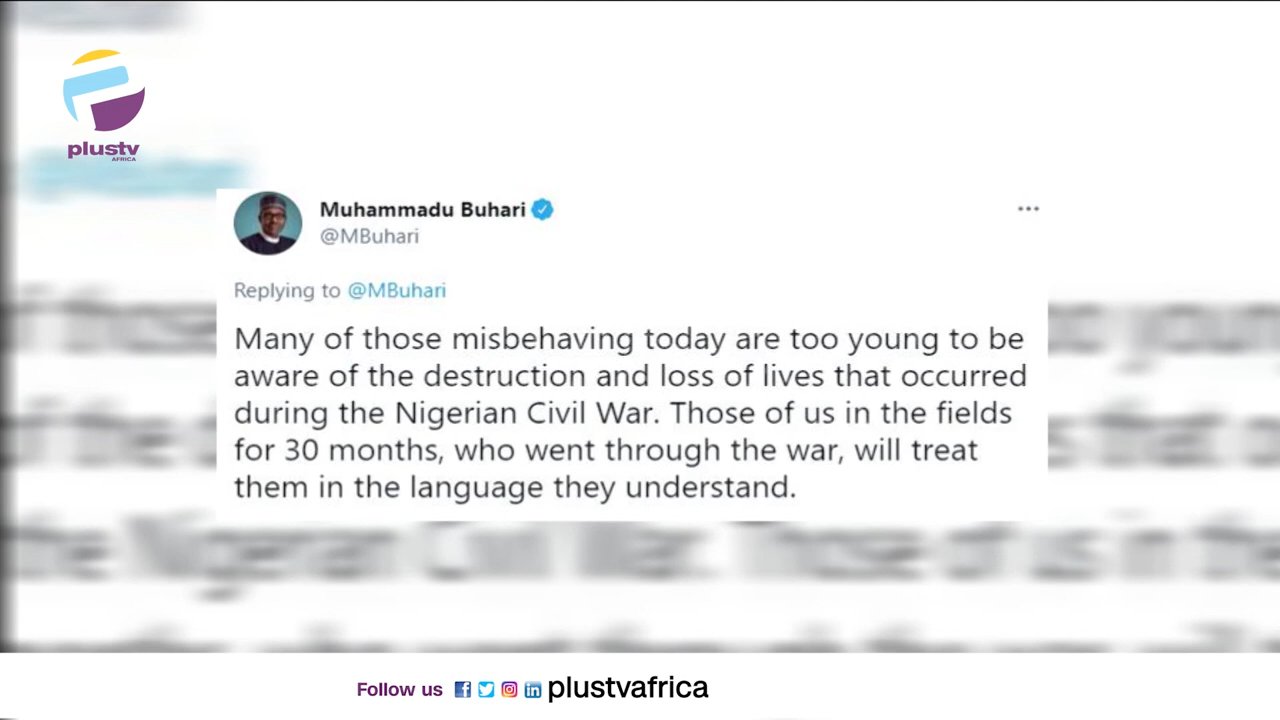 plustv
AFRICA
Muhammadu Buhari
@MBuhari
Replying to @MBuhari
Many of those misbehaving today are too young to be
aware of the destruction and loss of lives that occurred
during the Nigerian Civil War. Those of us in the fields
for 30 months, who went through the war, will treat
them in the language they understand.
Follow us plustvafrica